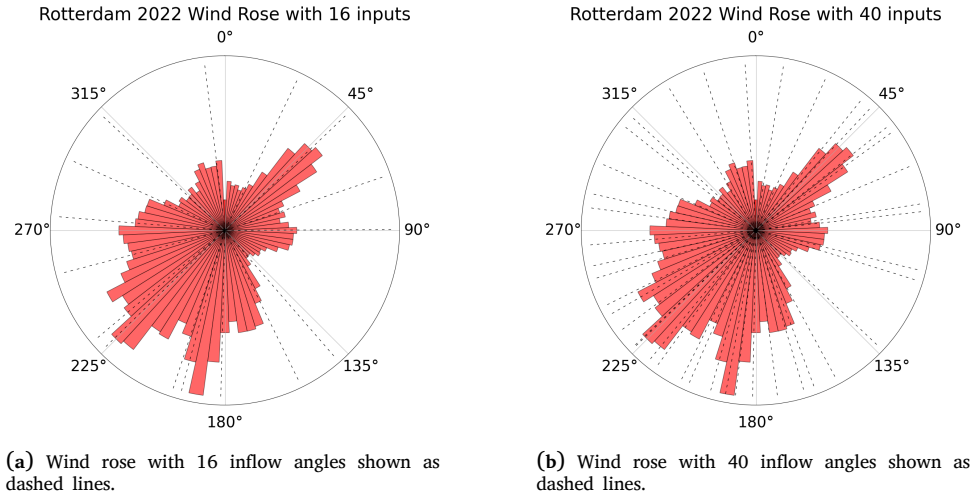 Rotterdam 2022 Wind Rose with 16 inputs
0°
315°
45°
270°
90°
225°
135°
180°
(a) Wind rose with 16 inflow angles shown as
dashed lines.
Rotterdam 2022 Wind Rose with 40 inputs
0°
315°
45°
270°
90°
225°
135°
180°
(b) Wind rose with 40 inflow angles shown as
dashed lines.